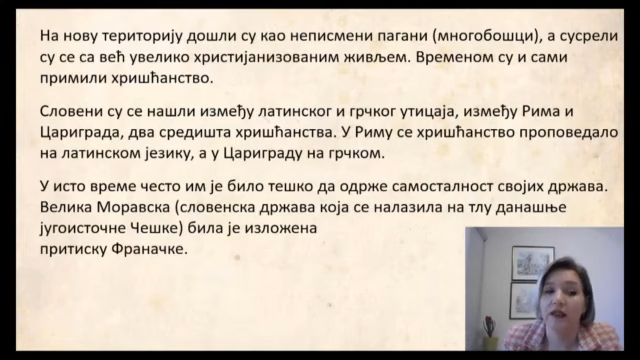 На нову територију дошли су као неписмени пагани (многобошци), а сусрели
су се са већ увелико христијанизованим живљем. Временом су и сами
примили хришћанство.
Словени су се нашли између латинског и грчког утицаја, између Рима и
Цариграда, два средишта хришћанства. У Риму се хришћанство проповедало
на латинском језику, а у Цариграду на грчком.
У исто време често им је било тешко да одрже самосталност својих држава.
Велика Моравска (словенска држава која се налазила на тлу данашње
југоисточне Чешке) била је изложена
притиску Франачке.